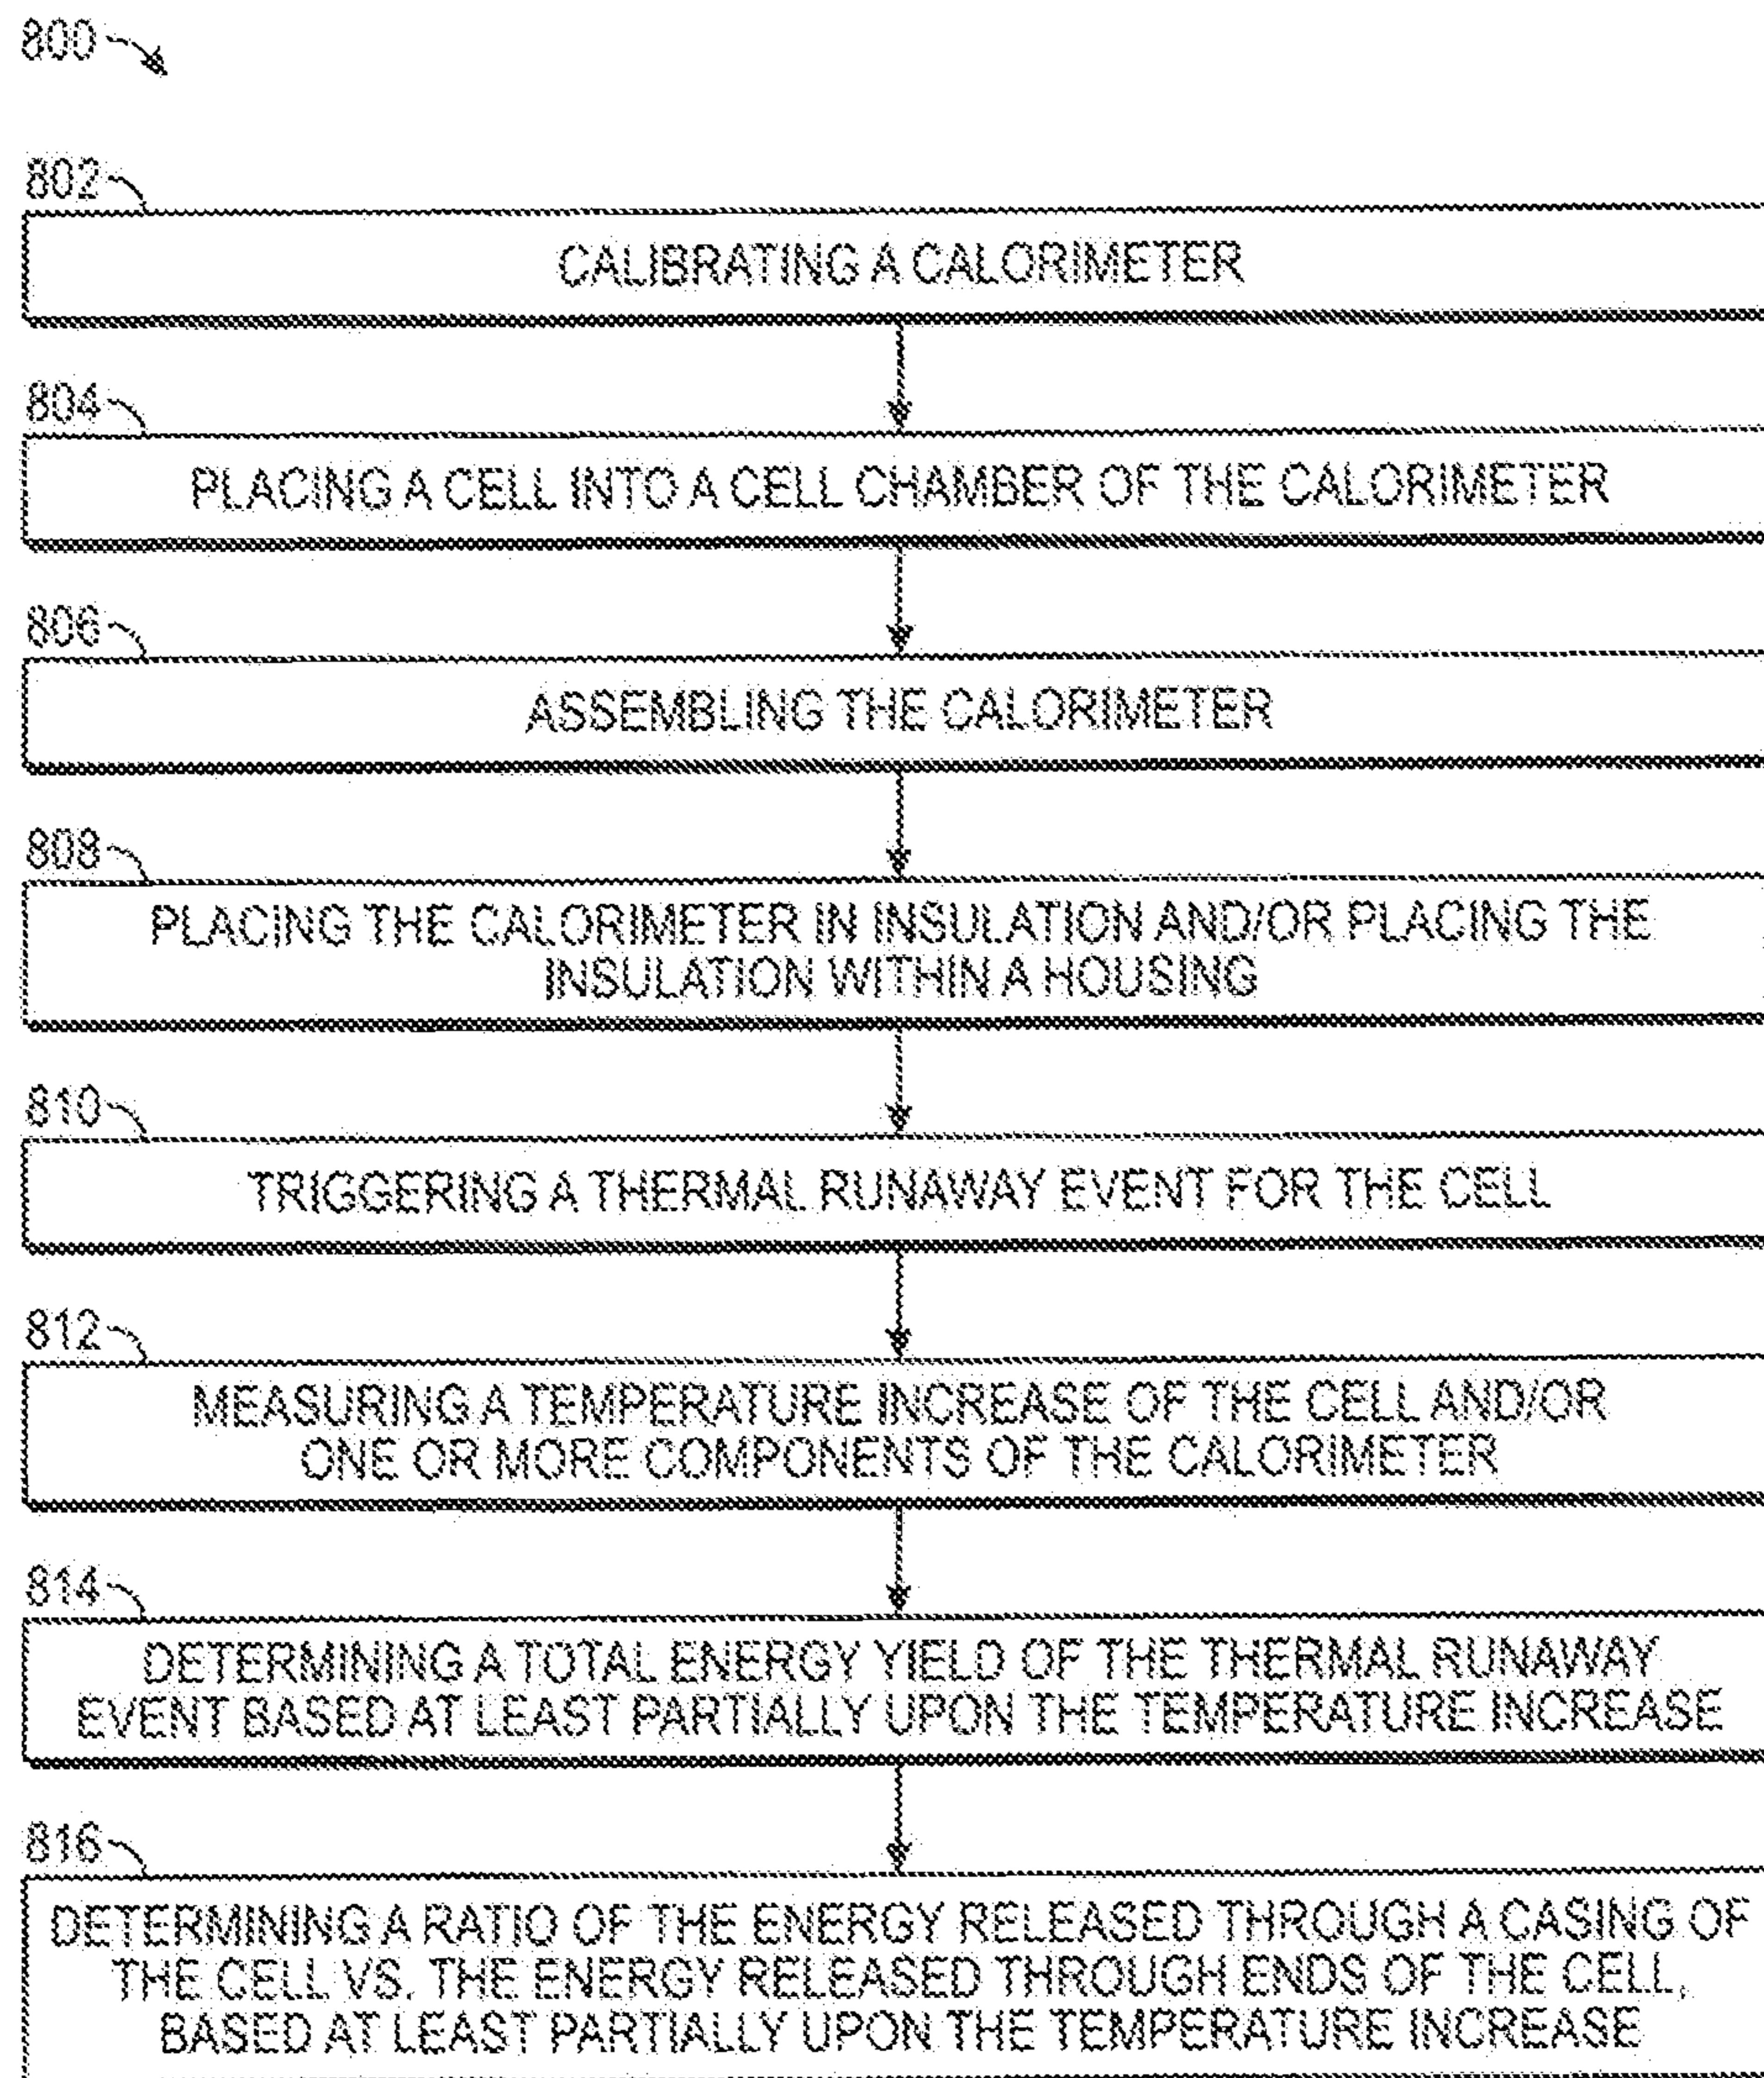 800
802
CALIBRATING A CALORIMETER
804
PLACING A CELL INTO A CELL CHAMBER OF THE CALORIMETER
806
ASSEMBLING THE CALORIMETER
808
PLACING THE CALORIMETER IN INSULATION AND/OR PLACING THE
INSULATION WITHIN A HOUSING
810
TRIGGERING A THERMAL RUNAWAY EVENT FOR THE CELL
812
MEASURING A TEMPERATURE INCREASE OF THE CELL AND/OR
ONE OR MORE COMPONENTS OF THE CALORIMETER
814
DETERMINING A TOTAL ENERGY YIELD OF THE THERMAL RUNAWAY
EVENT BASED AT LEAST PARTIALLY UPON THE TEMPERATURE INCREASE
816
DETERMINING A RATIO OF THE ENERGY RELEASED THROUGH A CASING OF
THE CELL VS. THE ENERGY RELEASED THROUGH ENDS OF THE CELL,
BASED AT LEAST PARTIALLY UPON THE TEMPERATURE INCREASE